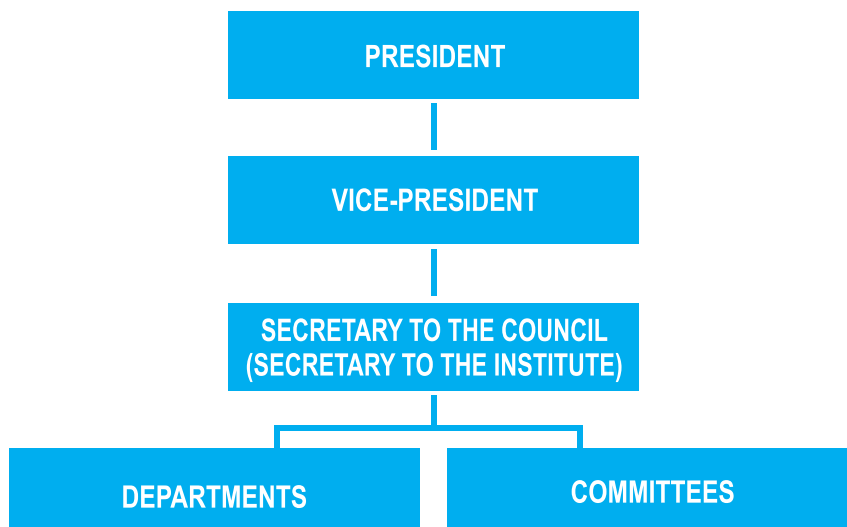 PRESIDENT
VICE-PRESIDENT
SECRETARY TO THE COUNCIL
(SECRETARY TO THE INSTITUTE)
DEPARTMENTS
COMMITTEES